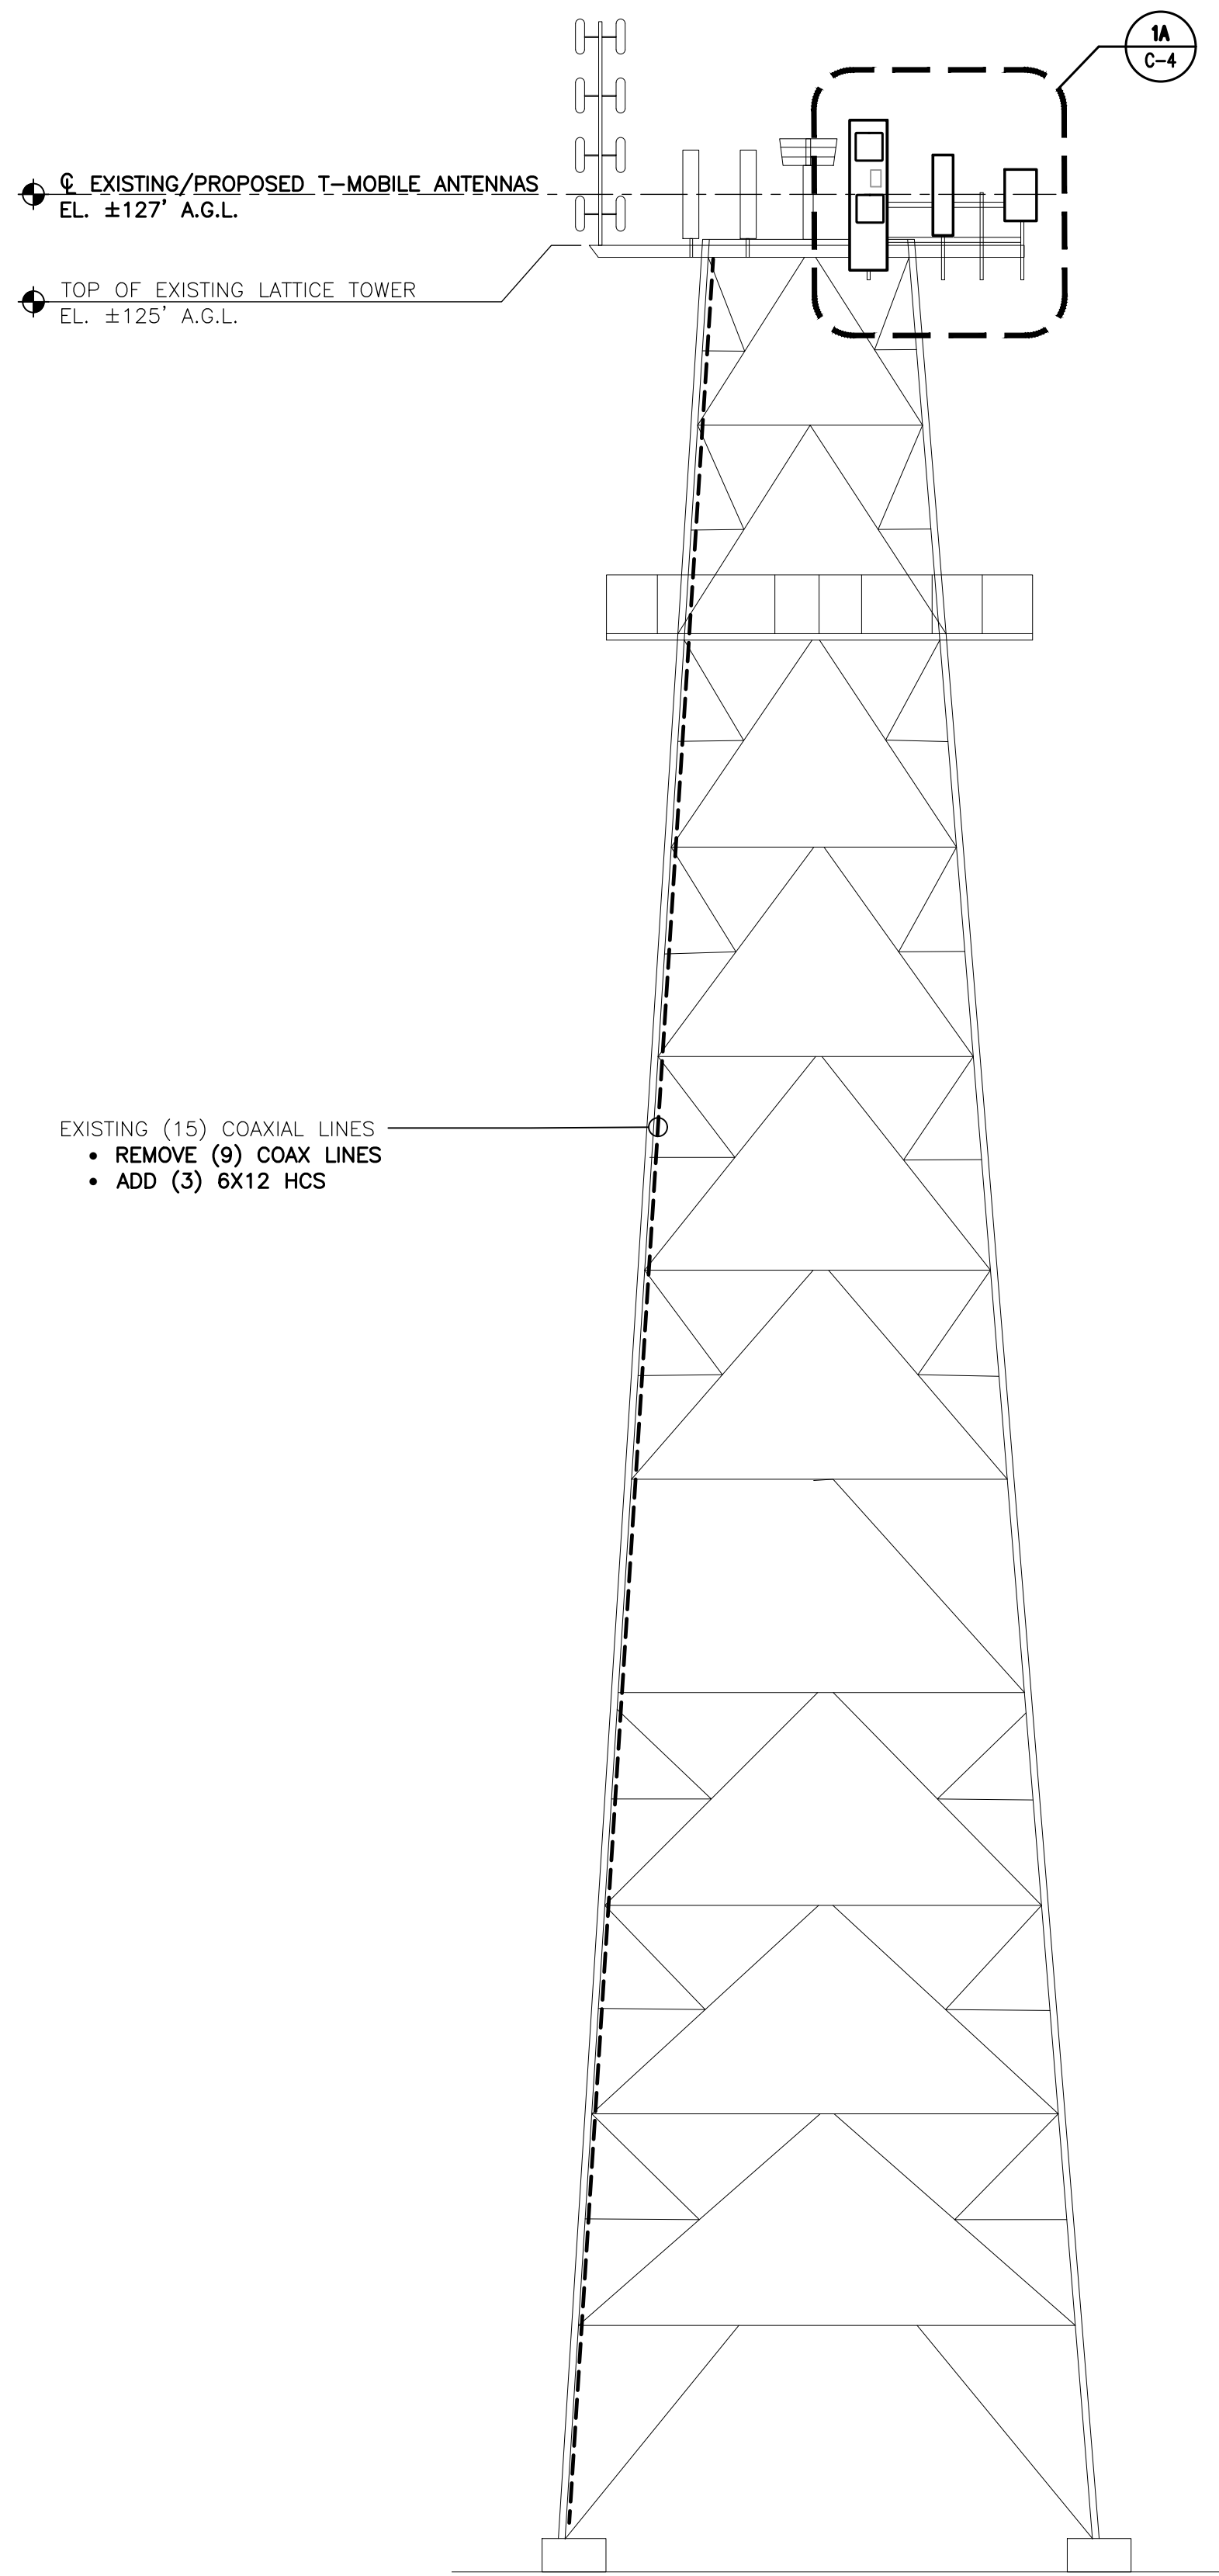 1A
C-4
℄ EXISTING/PROPOSED T-MOBILE ANTENNAS
EL. ±127' A.G.L.
TOP OF EXISTING LATTICE TOWER
EL. ±125' A.G.L.
EXISTING (15) COAXIAL LINES
• REMOVE (9) COAX LINES
• ADD (3) 6X12 HCS